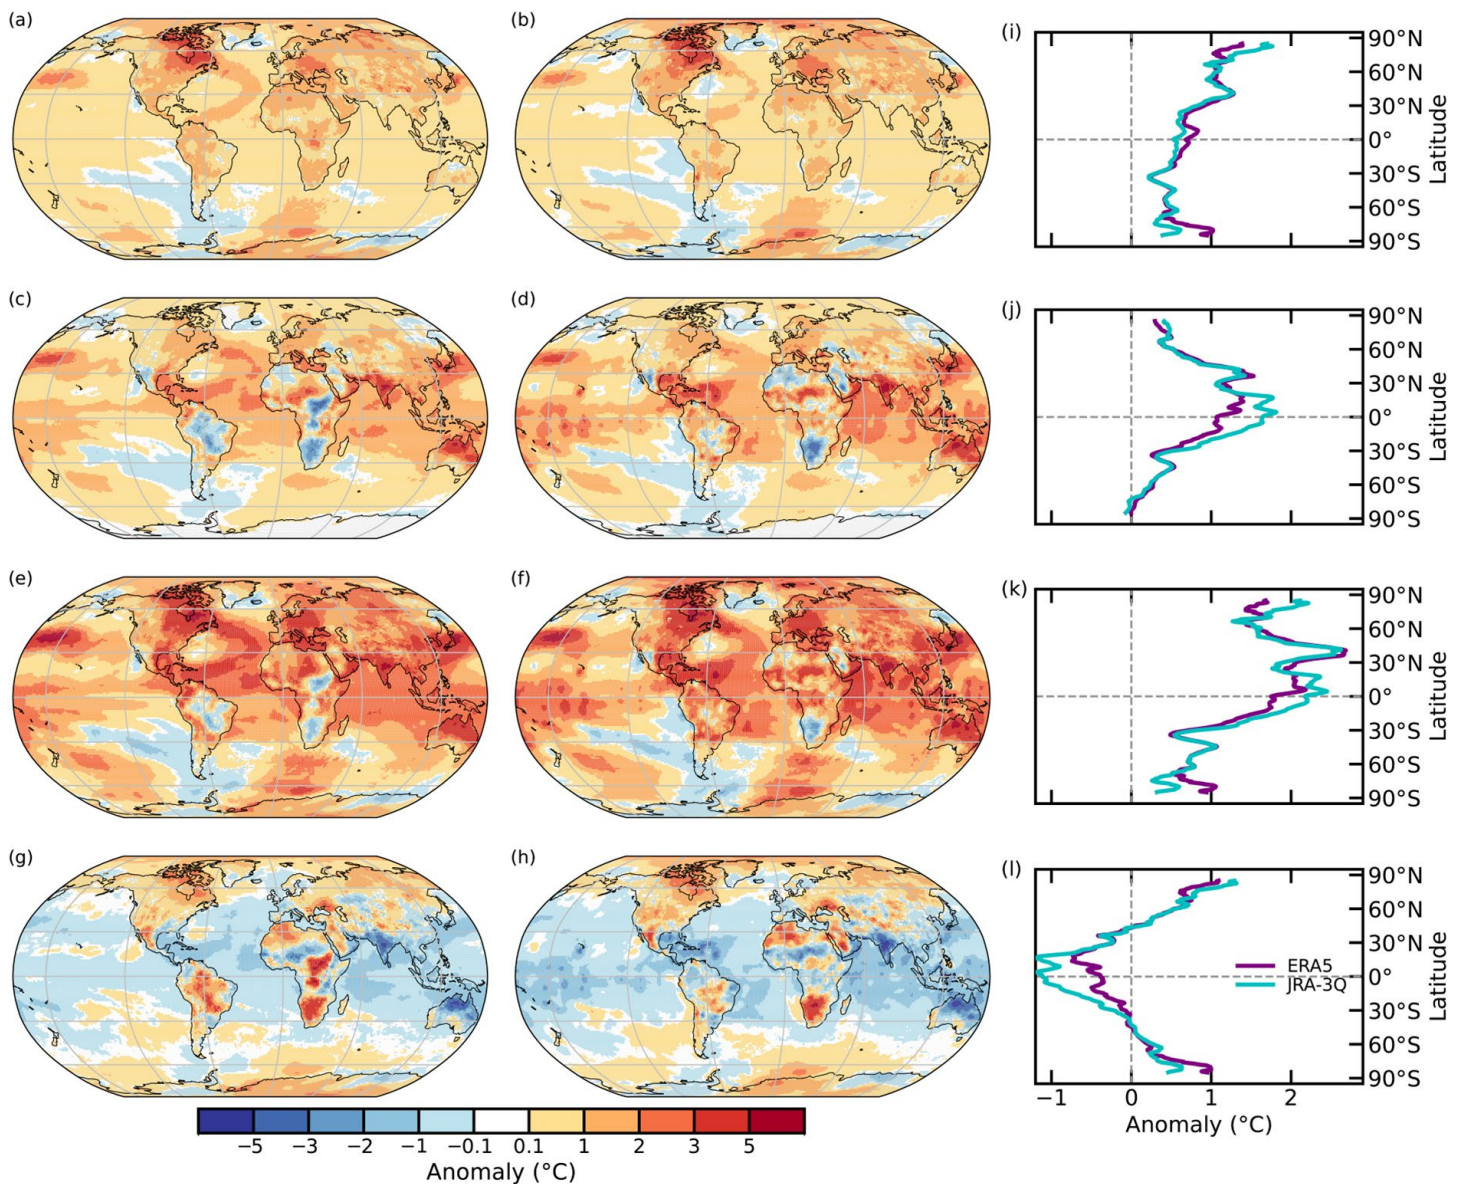 (a)
(b)
(i)
90°N
60°N
30°N
0°
30°S
60°S
90°S
Latitude
(c)
(d)
(j)
90°N
60°N
30°N
0°
30°S
60°S
90°S
Latitude
(e)
(f)
(k)
90°N
60°N
30°N
0°
30°S
60°S
90°S
Latitude
(g)
(h)
(l)
90°N
60°N
30°N
0°
30°S
60°S
90°S
Latitude
ERA5
JRA-3Q
−1 0 1 2
Anomaly (°C)
−5 −3 −2 −1 −0.1 0.1 1 2 3 5
Anomaly (°C)